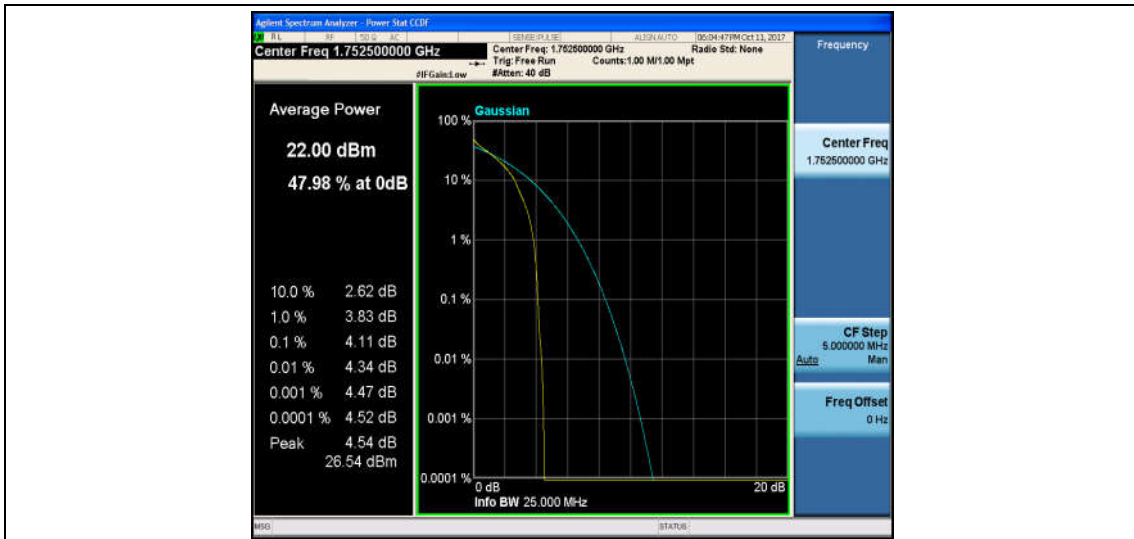 Agilent Spectrum Analyzer - Power Stat CCDF
RL RF 50 Ω AC SENSE:PULSE ALIGN AUTO 06:04:47 PM Oct 11, 2017
Center Freq 1.752500000 GHz
Center Freq: 1.752500000 GHz Radio Std: None
Trig: Free Run Counts:1.00 M/1.00 Mpt
#IFGain:Low #Atten: 40 dB
Frequency
Average Power
22.00 dBm
47.98 % at 0dB
10.0 % 2.62 dB
1.0 % 3.83 dB
0.1 % 4.11 dB
0.01 % 4.34 dB
0.001 % 4.47 dB
0.0001 % 4.52 dB
Peak 4.54 dB
26.54 dBm
Gaussian
100 %
10 %
1 %
0.1 %
0.01 %
0.001 %
0.0001 %
0 dB 20 dB
Info BW 25.000 MHz
Center Freq
1.752500000 GHz
CF Step
5.000000 MHz
Auto Man
Freq Offset
0 Hz
MSG STATUS